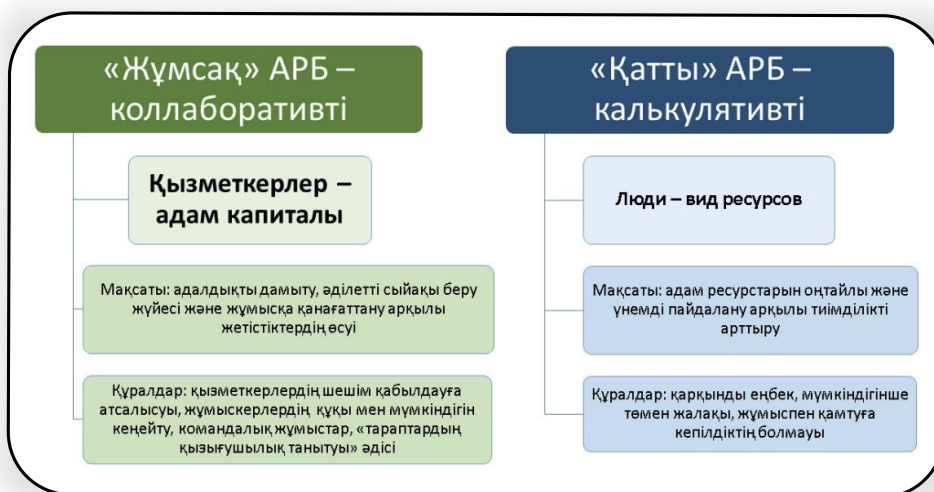 «Жұмсақ» АРБ –
коллаборативті
Қызметкерлер –
адам капиталы
Мақсаты: адалдықты дамыту, әділетті сыйақы беру
жүйесі және жұмысқа қанағаттану арқылы
жетістіктердің өсуі
Құралдар: қызметкерлердің шешім қабылдауға
атсалысуы, жұмыскерлердің құқы мен мүмкіндігін
кеңейту, командалық жұмыстар, «тараптардың
қызығушылық танытуы» әдісі
«Қатты» АРБ –
калькулятивті
Люди – вид ресурсов
Мақсаты: адам ресурстарын оңтайлы және
үнемді пайдалану арқылы тиімділікті
арттыру
Құралдар: қарқынды еңбек, мүмкіндігінше
төмен жалақы, жұмыспен қамтуға
кепілдіктің болмауы